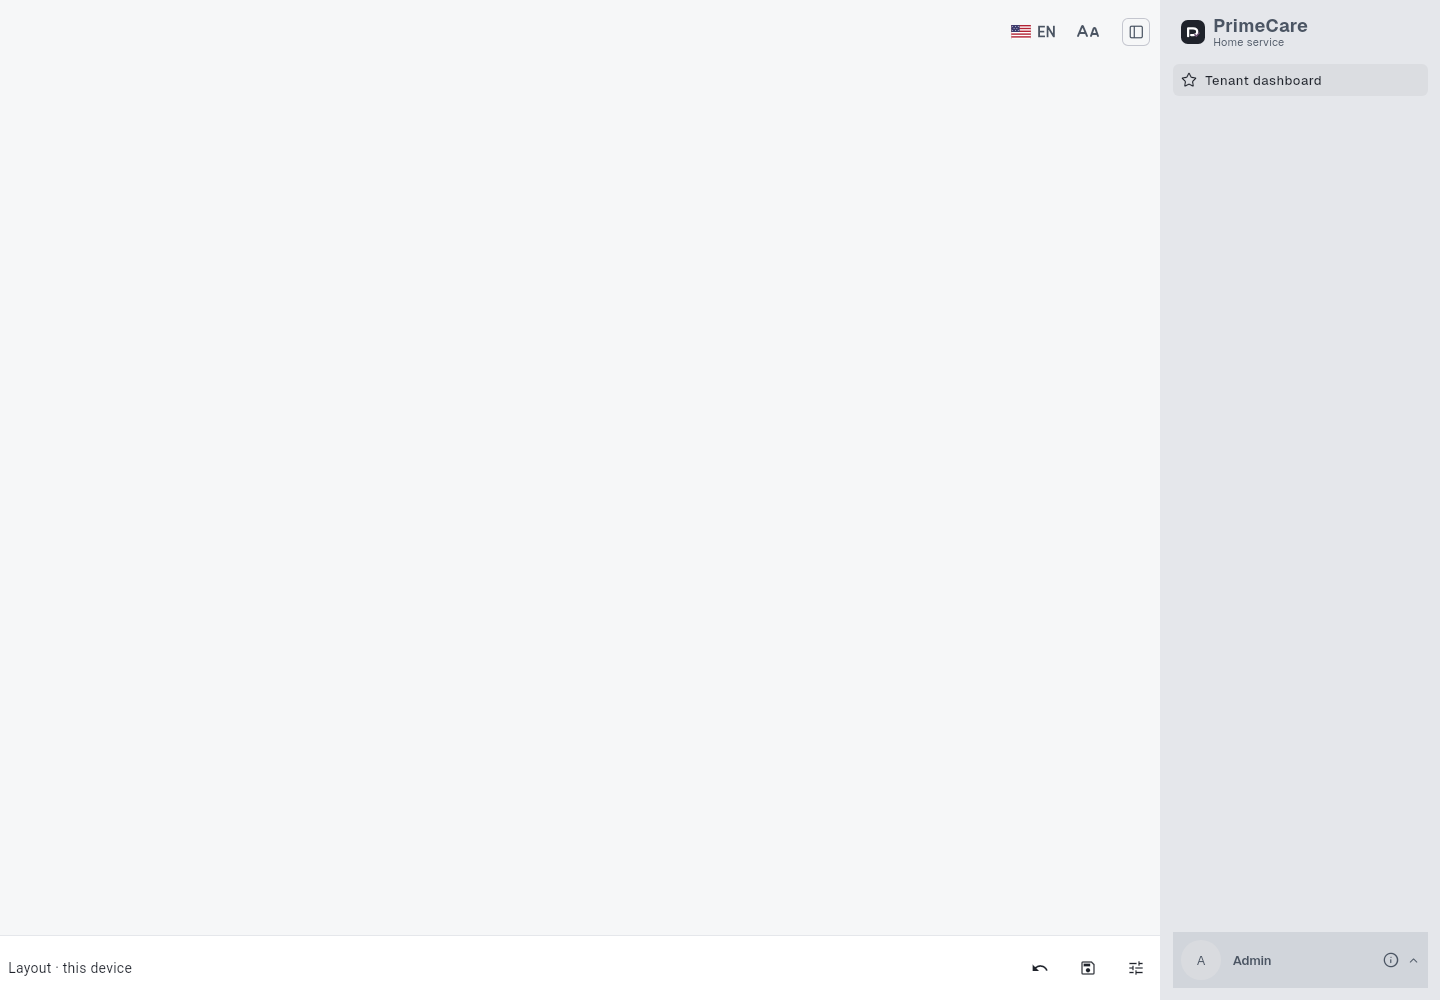 EN
AA
PrimeCare
Home service
Tenant dashboard
Layout · this device
A
Admin